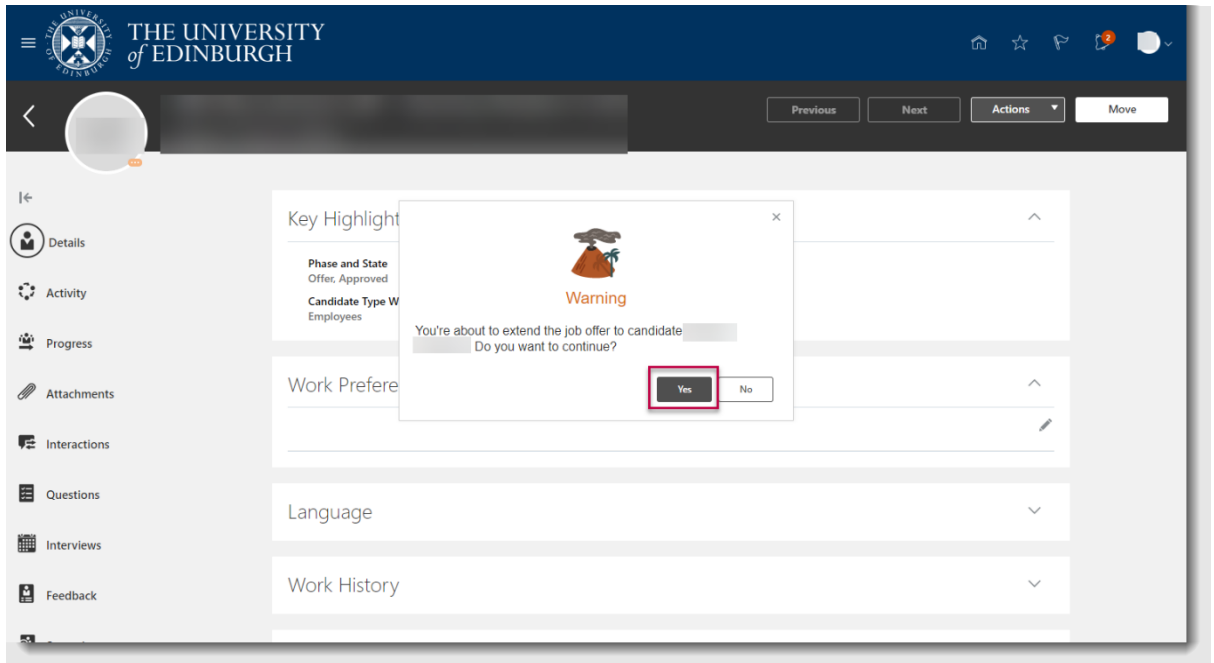 THE UNIVERSITY
of EDINBURGH
2
Previous
Next
Actions
Move
Details
Activity
Progress
Attachments
Interactions
Questions
Interviews
Feedback
Key Highlight
Phase and State
Offer, Approved
Candidate Type W
Employees
Warning
You're about to extend the job offer to candidate
Do you want to continue?
Yes
No
Work Prefere
Language
Work History